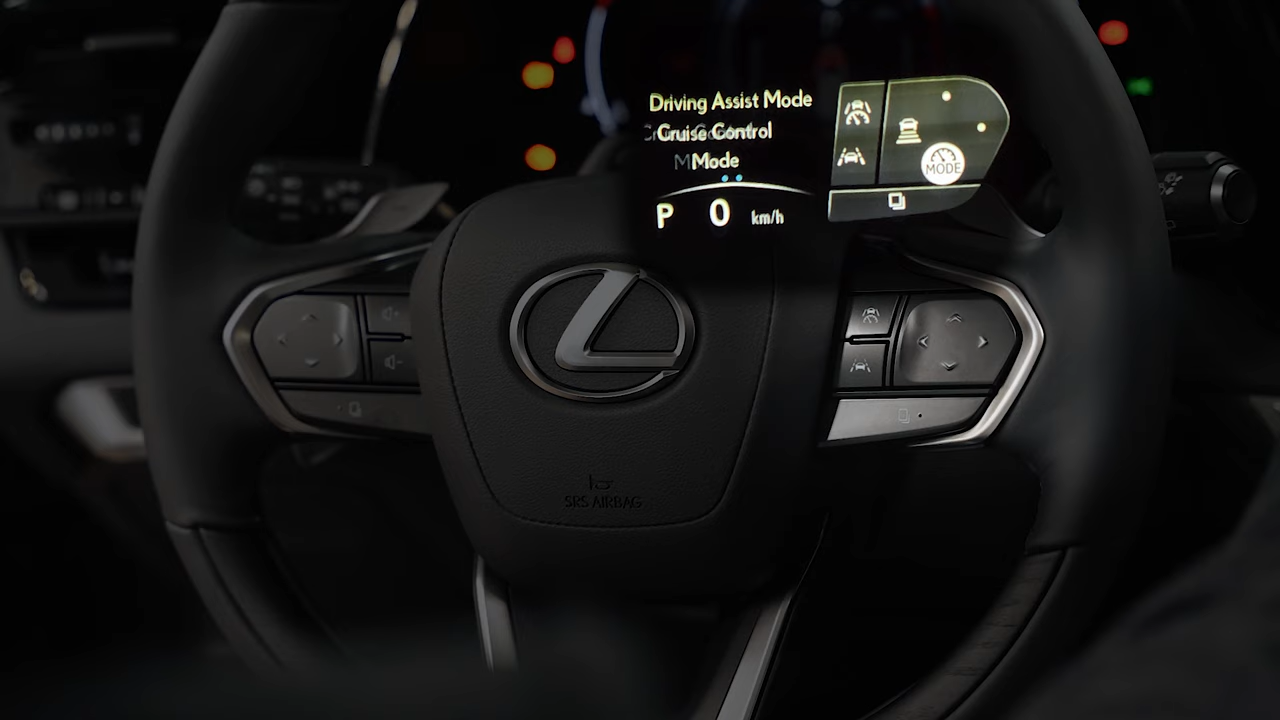 Driving Assist Mode
Cruise Control
Mode
MODE
P 0 km/h
SRS AIRBAG